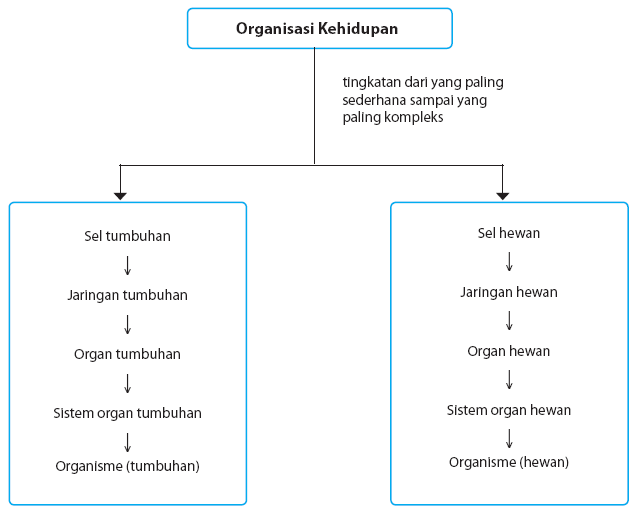 Organisasi Kehidupan
tingkatan dari yang paling
sederhana sampai yang
paling kompleks
Sel tumbuhan
Jaringan tumbuhan
Organ tumbuhan
Sistem organ tumbuhan
Organisme (tumbuhan)
Sel hewan
Jaringan hewan
Organ hewan
Sistem organ hewan
Organisme (hewan)